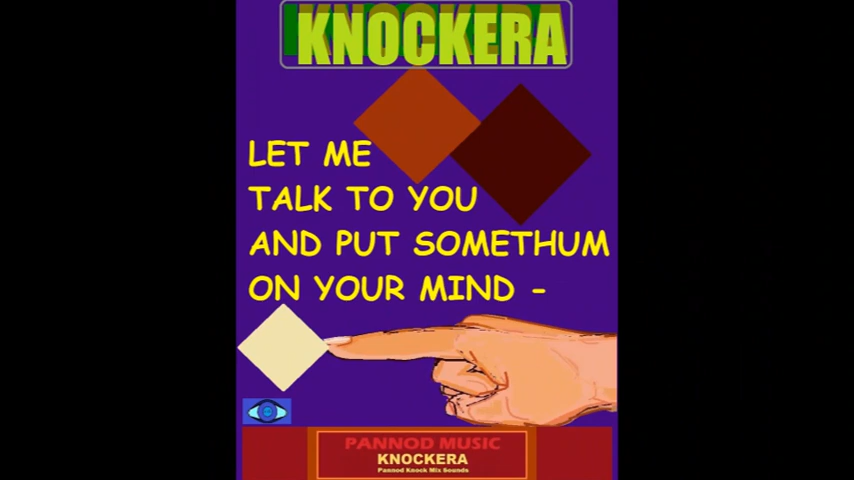 KNOCKERA
LET ME
TALK TO YOU
AND PUT SOMETHUM
ON YOUR MIND -
PANNOD MUSIC
KNOCKERA
Pannod Knock Mix Sounds